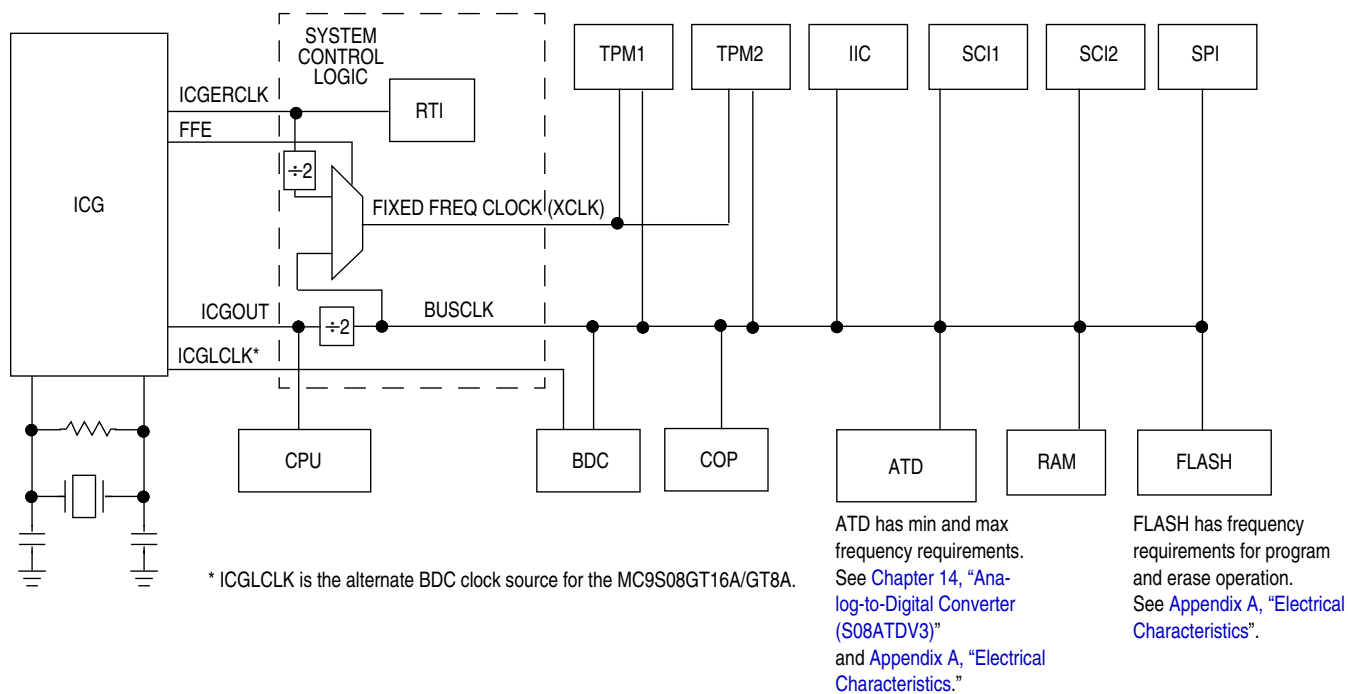 SYSTEM
CONTROL
LOGIC
TPM1
TPM2
IIC
SCI1
SCI2
SPI
ICGERCLK
RTI
FFE
÷2
ICG
FIXED FREQ CLOCK (XCLK)
ICGOUT
÷2
BUSCLK
ICGLCLK*
CPU
BDC
COP
ATD
RAM
FLASH
ATD has min and max
frequency requirements.
See Chapter 14, “Ana-
log-to-Digital Converter
(S08ATDV3)”
and Appendix A, “Electrical
Characteristics.”
FLASH has frequency
requirements for program
and erase operation.
See Appendix A, “Electrical
Characteristics”.
* ICGLCLK is the alternate BDC clock source for the MC9S08GT16A/GT8A.